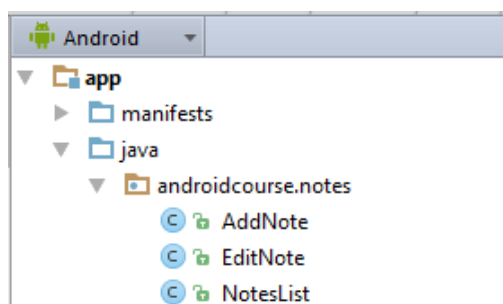 Android
app
manifests
java
androidcourse.notes
AddNote
EditNote
NotesList